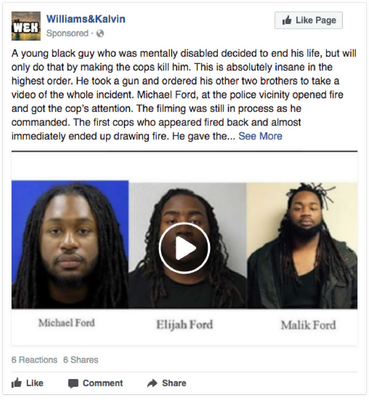 WEK
Williams&Kalvin
Sponsored ·
Like Page
A young black guy who was mentally disabled decided to end his life, but will
only do that by making the cops kill him. This is absolutely insane in the
highest order. He took a gun and ordered his other two brothers to take a
video of the whole incident. Michael Ford, at the police vicinity opened fire
and got the cop's attention. The filming was still in process as he
commanded. The first cops who appeared fired back and almost
immediately ended up drawing fire. He gave the... See More
Michael Ford
Elijah Ford
Malik Ford
6 Reactions 6 Shares
Like Comment Share